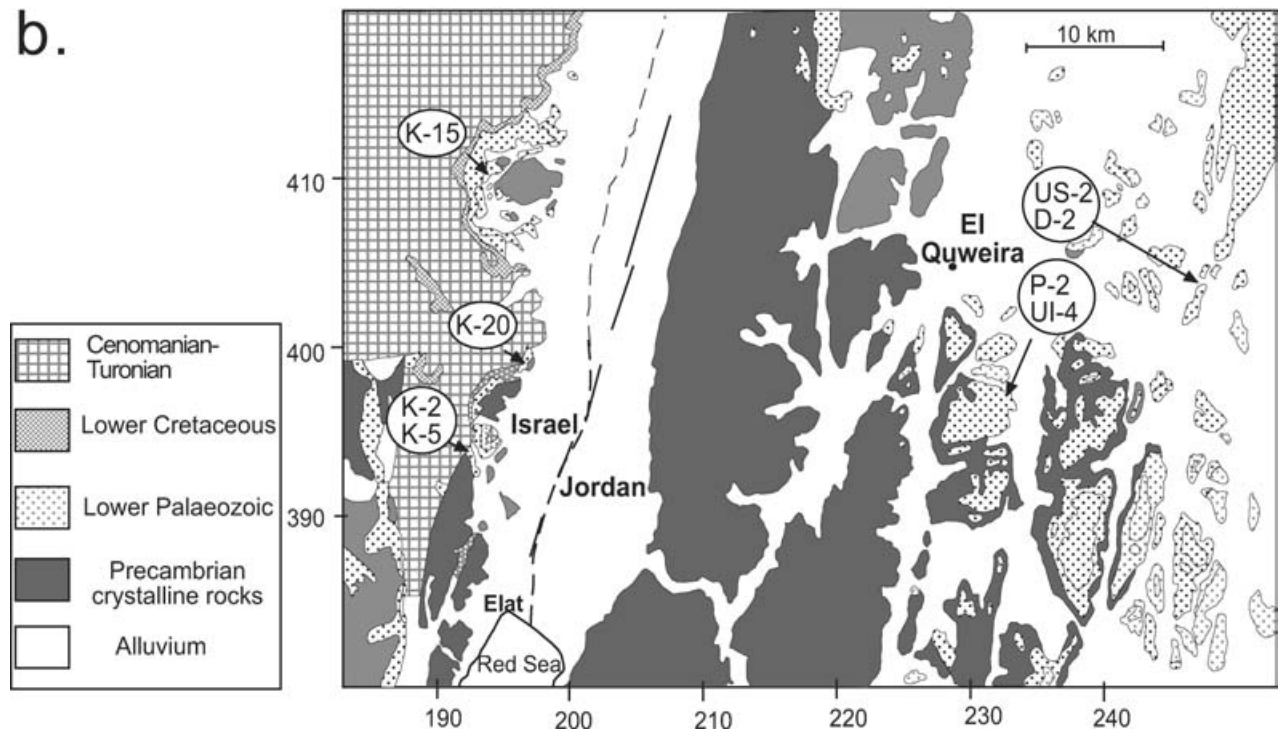 b.
10 km
K-15
410
US-2
D-2
El
Quweira
P-2
UI-4
K-20
400
K-2
K-5
Israel
Jordan
390
Elat
Red Sea
190
200
210
220
230
240
Cenomanian-
Turonian
Lower Cretaceous
Lower Palaeozoic
Precambrian
crystalline rocks
Alluvium